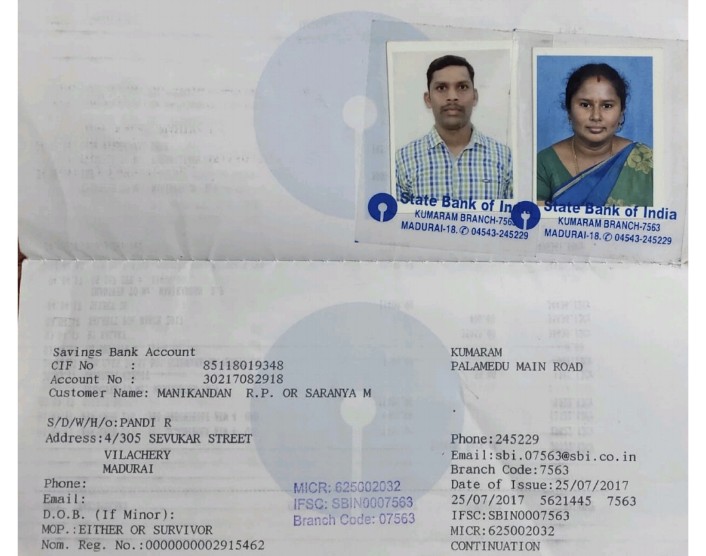 State Bank of In
KUMARAM BRANCH-756
MADURAI-18. ✆ 04543-245229
State Bank of India
KUMARAM BRANCH-7563
MADURAI-18. ✆ 04543-245229
Savings Bank Account
CIF No : 85118019348
Account No : 30217082918
Customer Name: MANIKANDAN R.P. OR SARANYA M
S/D/W/H/o:PANDI R
Address:4/305 SEVUKAR STREET
VILACHERY
MADURAI
Phone:
Email:
D.O.B. (If Minor):
MOP.:EITHER OR SURVIVOR
Nom. Reg. No.:0000000002915462
MICR: 625002032
IFSC: SBIN0007563
Branch Code: 07563
KUMARAM
PALAMEDU MAIN ROAD
Phone:245229
Email:sbi.07563@sbi.co.in
Branch Code:7563
Date of Issue:25/07/2017
25/07/2017 5621445 7563
IFSC:SBIN0007563
MICR:625002032
CONTINUATION